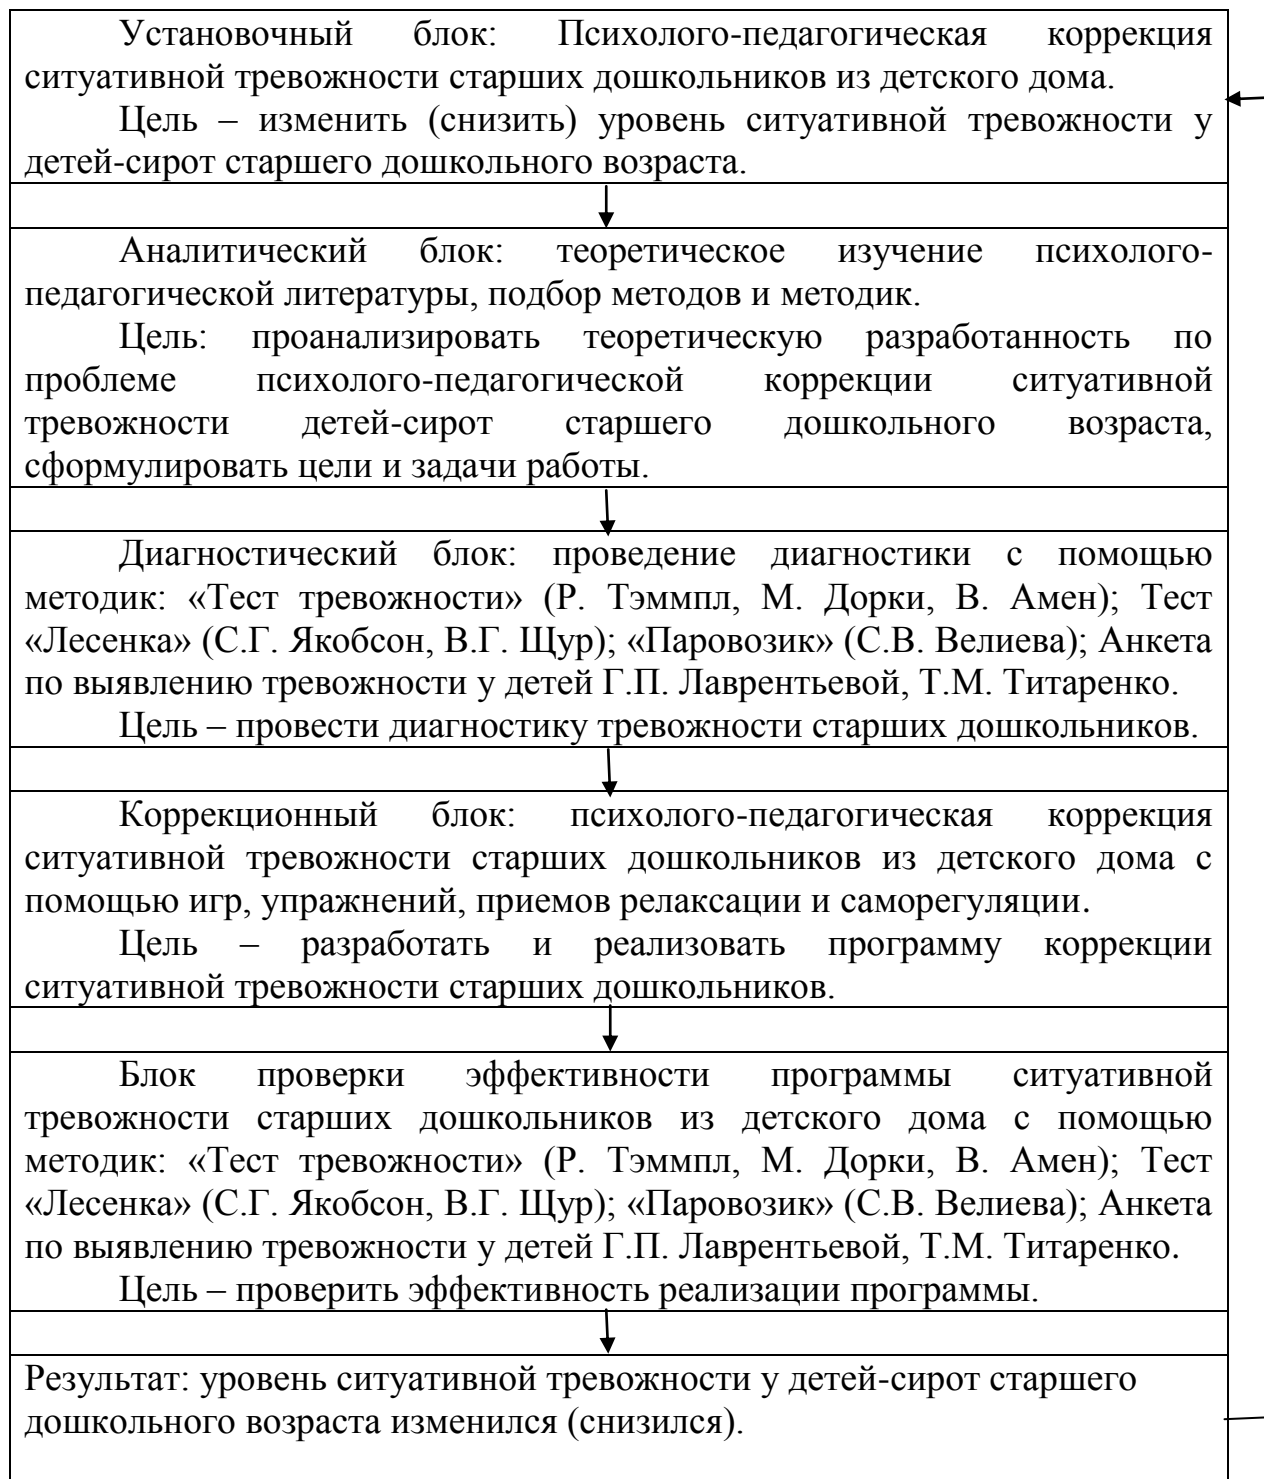 Установочный блок: Психолого-педагогическая коррекция
ситуативной тревожности старших дошкольников из детского дома.
Цель – изменить (снизить) уровень ситуативной тревожности у
детей-сирот старшего дошкольного возраста.
Аналитический блок: теоретическое изучение психолого-
педагогической литературы, подбор методов и методик.
Цель: проанализировать теоретическую разработанность по
проблеме психолого-педагогической коррекции ситуативной
тревожности детей-сирот старшего дошкольного возраста,
сформулировать цели и задачи работы.
Диагностический блок: проведение диагностики с помощью
методик: «Тест тревожности» (Р. Тэммпл, М. Дорки, В. Амен); Тест
«Лесенка» (С.Г. Якобсон, В.Г. Щур); «Паровозик» (С.В. Велиева); Анкета
по выявлению тревожности у детей Г.П. Лаврентьевой, Т.М. Титаренко.
Цель – провести диагностику тревожности старших дошкольников.
Коррекционный блок: психолого-педагогическая коррекция
ситуативной тревожности старших дошкольников из детского дома с
помощью игр, упражнений, приемов релаксации и саморегуляции.
Цель – разработать и реализовать программу коррекции
ситуативной тревожности старших дошкольников.
Блок проверки эффективности программы ситуативной
тревожности старших дошкольников из детского дома с помощью
методик: «Тест тревожности» (Р. Тэммпл, М. Дорки, В. Амен); Тест
«Лесенка» (С.Г. Якобсон, В.Г. Щур); «Паровозик» (С.В. Велиева); Анкета
по выявлению тревожности у детей Г.П. Лаврентьевой, Т.М. Титаренко.
Цель – проверить эффективность реализации программы.
Результат: уровень ситуативной тревожности у детей-сирот старшего
дошкольного возраста изменился (снизился).